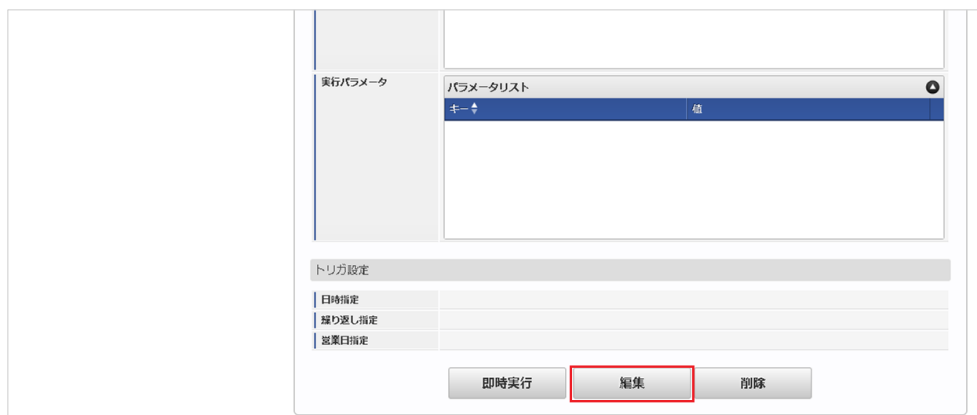 実行パラメータ
パラメータリスト
キー 値
トリガ設定
日時指定
繰り返し指定
営業日指定
即時実行 編集 削除